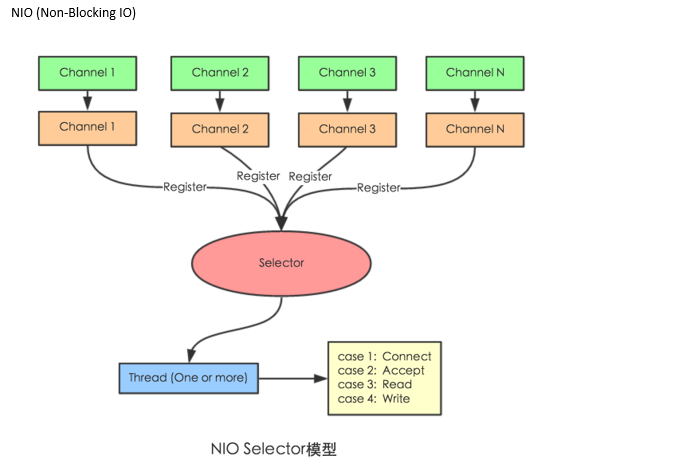 NIO (Non-Blocking IO)
Channel 1
Channel 2
Channel 3
Channel N
Channel 1
Channel 2
Channel 3
Channel N
Register
Register
Register
Register
Selector
Thread (One or more)
case 1: Connect
case 2: Accept
case 3: Read
case 4: Write
NIO Selector模型